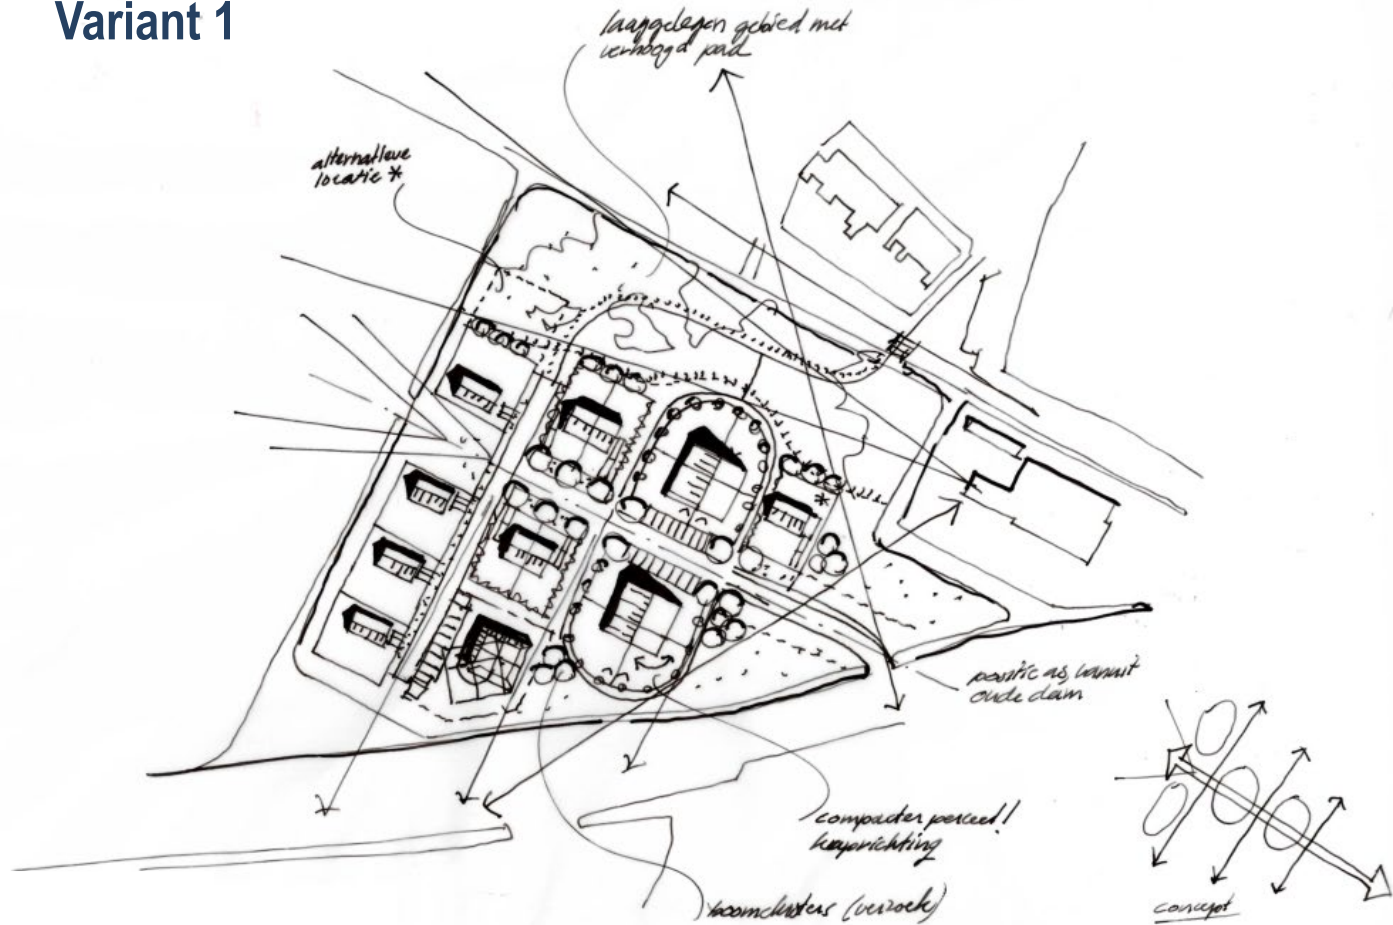 Variant 1
laaggelegen gebied met
verhoogd pad
alternatieve
locatie *
*
positie as, vanuit
oude dam
compacter perceel!
kaprichting
boomclusters (verzoek)
concept